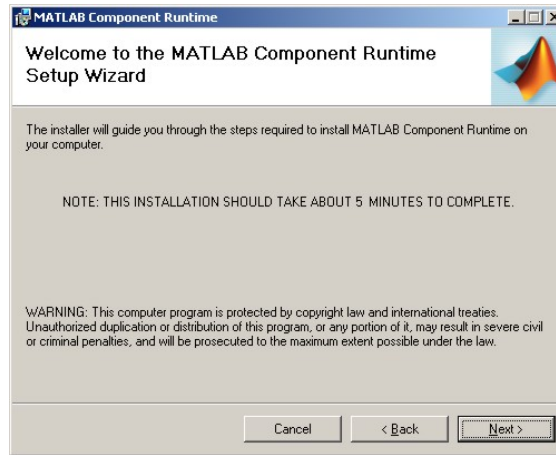 MATLAB Component Runtime
Welcome to the MATLAB Component Runtime
Setup Wizard
The installer will guide you through the steps required to install MATLAB Component Runtime on
your computer.
NOTE: THIS INSTALLATION SHOULD TAKE ABOUT 5 MINUTES TO COMPLETE.
WARNING: This computer program is protected by copyright law and international treaties.
Unauthorized duplication or distribution of this program, or any portion of it, may result in severe civil
or criminal penalties, and will be prosecuted to the maximum extent possible under the law.
Cancel
< Back
Next >